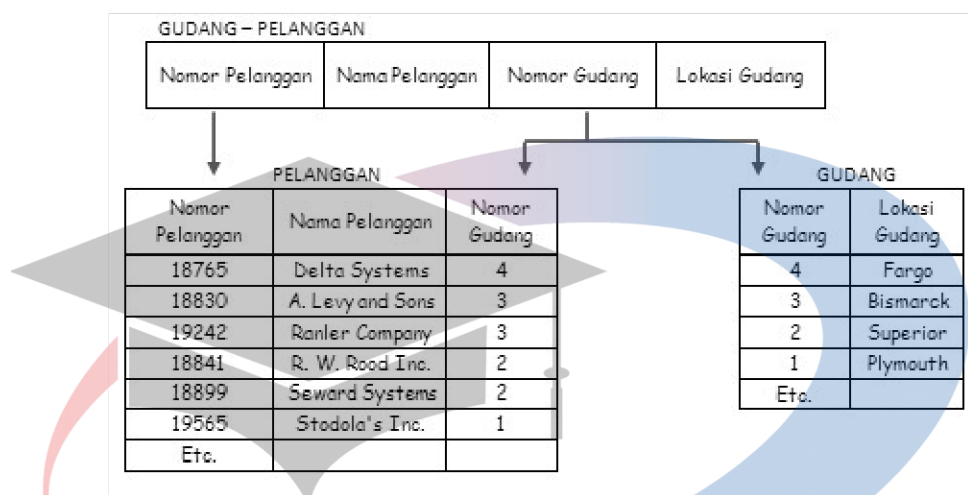 GUDANG – PELANGGAN
Nomor Pelanggan Nama Pelanggan Nomor Gudang Lokasi Gudang
PELANGGAN
Nomor Pelanggan Nama Pelanggan Nomor Gudang
18765 Delta Systems 4
18830 A. Levy and Sons 3
19242 Ranler Company 3
18841 R. W. Rood Inc. 2
18899 Seward Systems 2
19565 Stodola's Inc. 1
Etc.
GUDANG
Nomor Gudang Lokasi Gudang
4 Fargo
3 Bismarck
2 Superior
1 Plymouth
Etc.